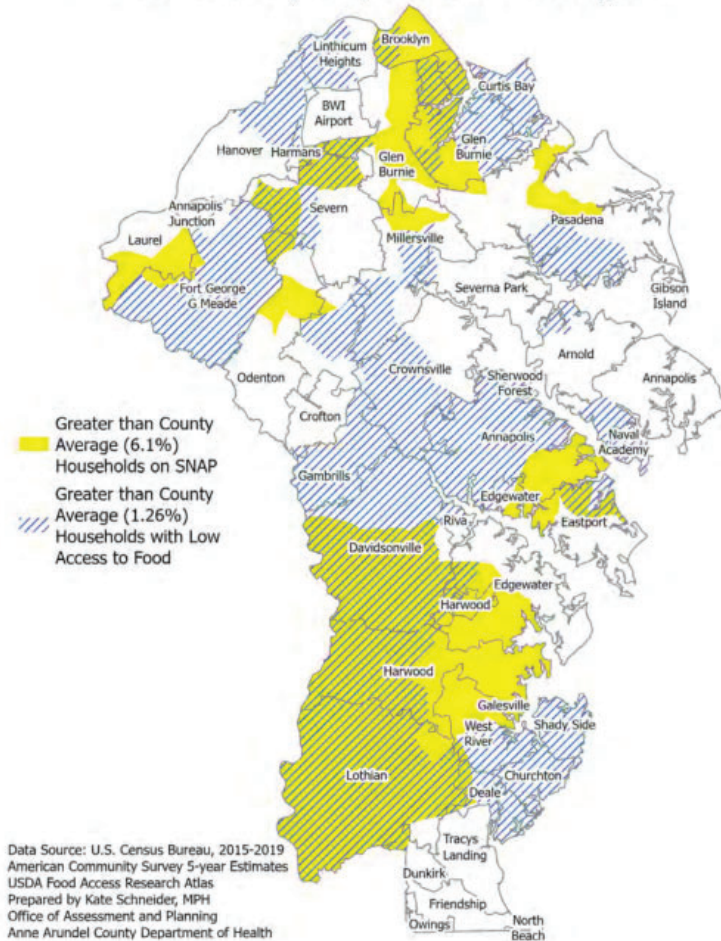 Brooklyn
Linthicum
Heights
Curtis Bay
BWI
Airport
Hanover
Harmans
Glen
Burnie
Glen
Burnie
Annapolis
Junction
Severn
Pasadena
Laurel
Millersville
Fort George
G Meade
Severna Park
Gibson
Island
Arnold
Odenton
Crownsville
Sherwood
Forest
Annapolis
Crofton
Annapolis
Naval
Academy
Greater than County
Average (6.1%)
Households on SNAP
Gambrills
Edgewater
Eastport
Greater than County
Average (1.26%)
Households with Low
Access to Food
Riva
Davidsonville
Edgewater
Harwood
Harwood
Galesville
West
River
Shady Side
Lothian
Churchton
Deale
Tracys
Landing
Dunkirk
Friendship
Owings
North
Beach
Data Source: U.S. Census Bureau, 2015-2019
American Community Survey 5-year Estimates
USDA Food Access Research Atlas
Prepared by Kate Schneider, MPH
Office of Assessment and Planning
Anne Arundel County Department of Health